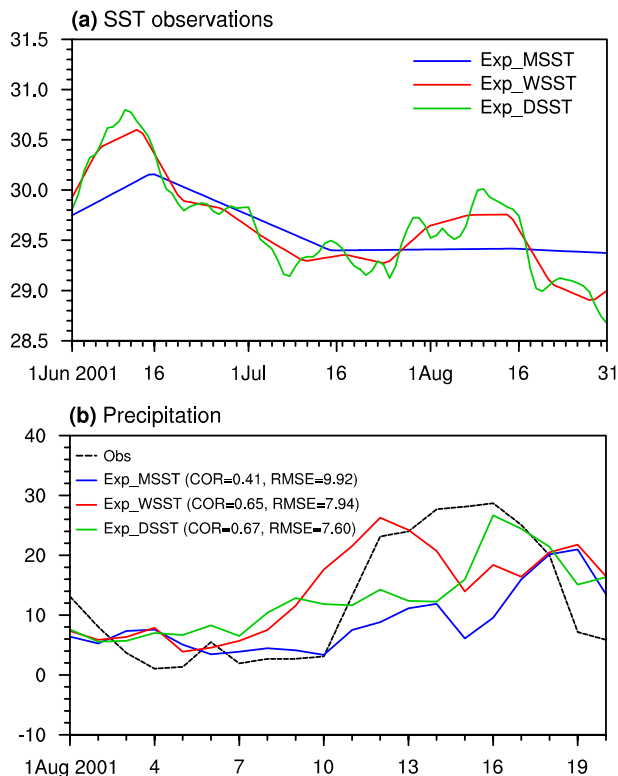 (a) SST observations
31.5
31.0
30.5
30.0
29.5
29.0
28.5
Exp_MSST
Exp_WSST
Exp_DSST
1Jun 2001 16 1Jul 16 1Aug 16 31
(b) Precipitation
40
30
20
10
0
-10
Obs
Exp_MSST (COR=0.41, RMSE=9.92)
Exp_WSST (COR=0.65, RMSE=7.94)
Exp_DSST (COR=0.67, RMSE=7.60)
1Aug 2001 4 7 10 13 16 19